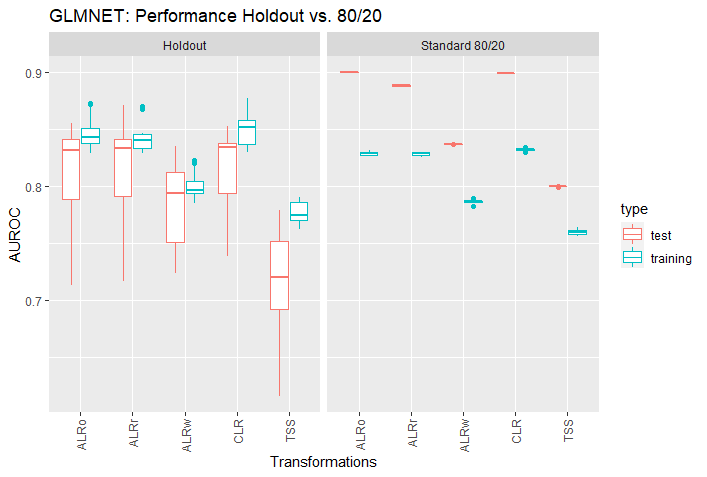 GLMNET: Performance Holdout vs. 80/20
Holdout
Standard 80/20
AUROC
0.9
0.8
0.7
ALRo
ALRr
ALRw
CLR
TSS
ALRo
ALRr
ALRw
CLR
TSS
Transformations
type
test
training